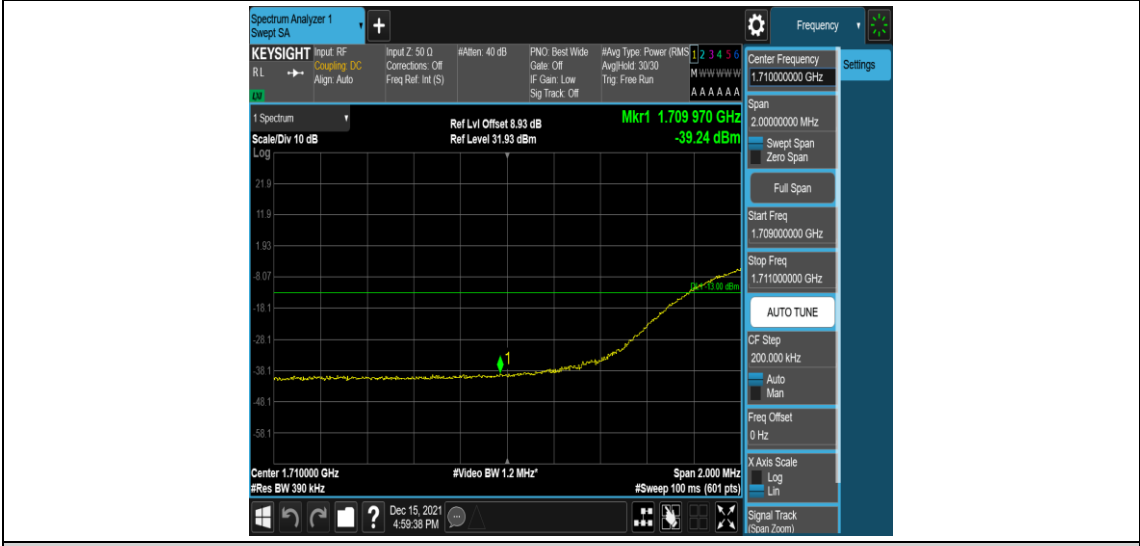 Spectrum Analyzer 1
Swept SA
+
Frequency
KEYSIGHT
RL
Input: RF
Coupling: DC
Align: Auto
Input Z: 50 Ω
Corrections: Off
Freq Ref: Int (S)
#Atten: 40 dB
PNO: Best Wide
Gate: Off
IF Gain: Low
Sig Track: Off
#Avg Type: Power (RMS
Avg|Hold: 30/30
Trig: Free Run
1 2 3 4 5 6
M W W W W W
A A A A A A
1 Spectrum
Scale/Div 10 dB
Log
Ref Lvl Offset 8.93 dB
Ref Level 31.93 dBm
Mkr1 1.709 970 GHz
-39.24 dBm
21.9
11.9
1.93
-8.07
-18.1
-28.1
-38.1
-48.1
-58.1
DL1 -13.00 dBm
1
Center 1.710000 GHz
#Res BW 390 kHz
#Video BW 1.2 MHz*
Span 2.000 MHz
#Sweep 100 ms (601 pts)
Dec 15, 2021
4:59:38 PM
?
Center Frequency
1.710000000 GHz
Span
2.00000000 MHz
Swept Span
Zero Span
Full Span
Start Freq
1.709000000 GHz
Stop Freq
1.711000000 GHz
AUTO TUNE
CF Step
200.000 kHz
Auto
Man
Freq Offset
0 Hz
X Axis Scale
Log
Lin
Signal Track
(Span Zoom)
Settings